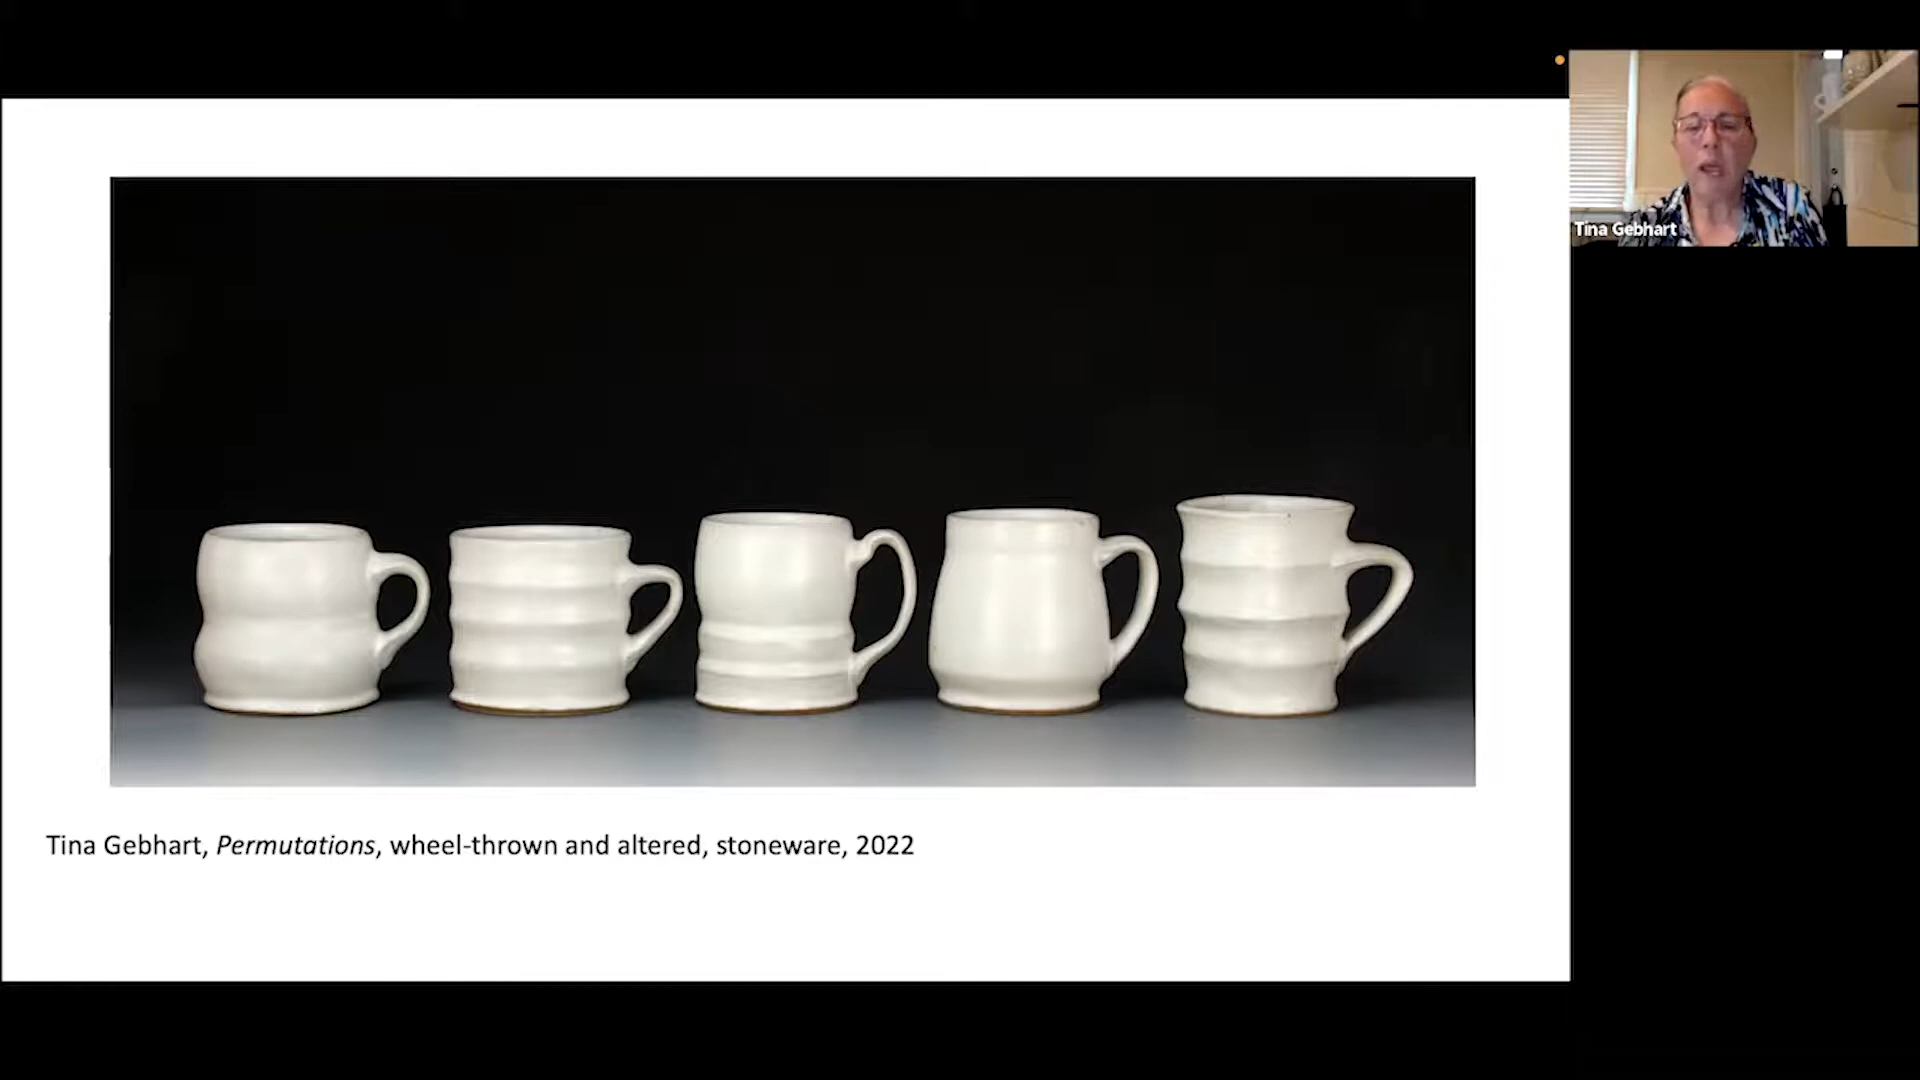 Tina Gebhart
Tina Gebhart, Permutations, wheel-thrown and altered, stoneware, 2022